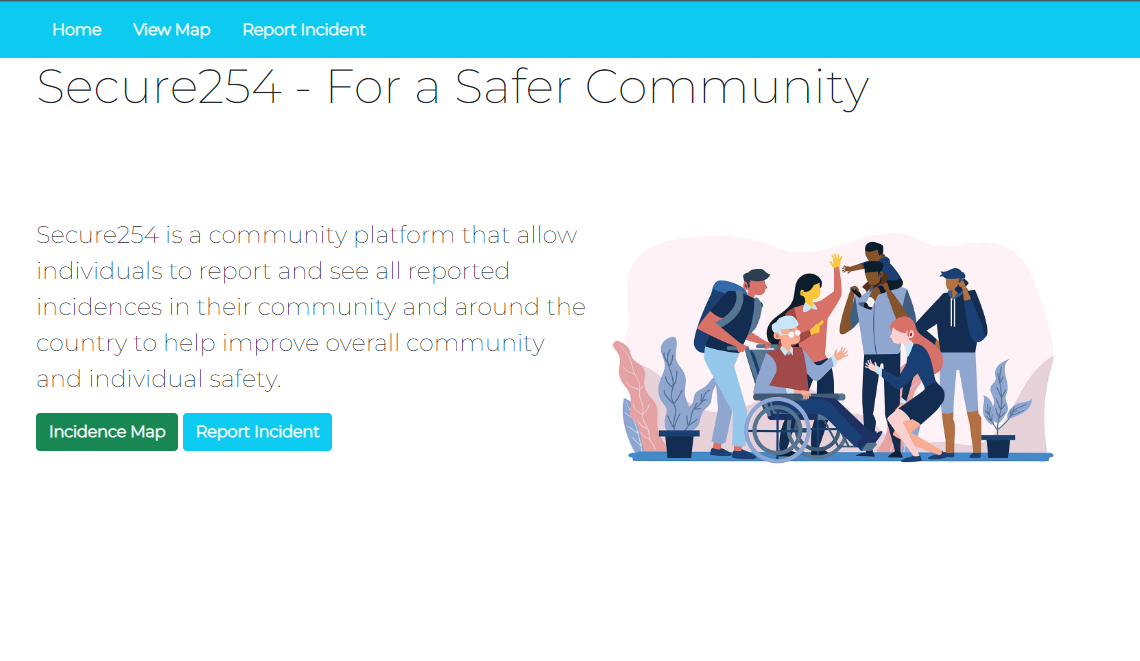 Home View Map Report Incident
Secure254 - For a Safer Community
Secure254 is a community platform that allow
individuals to report and see all reported
incidences in their community and around the
country to help improve overall community
and individual safety.
Incidence Map Report Incident